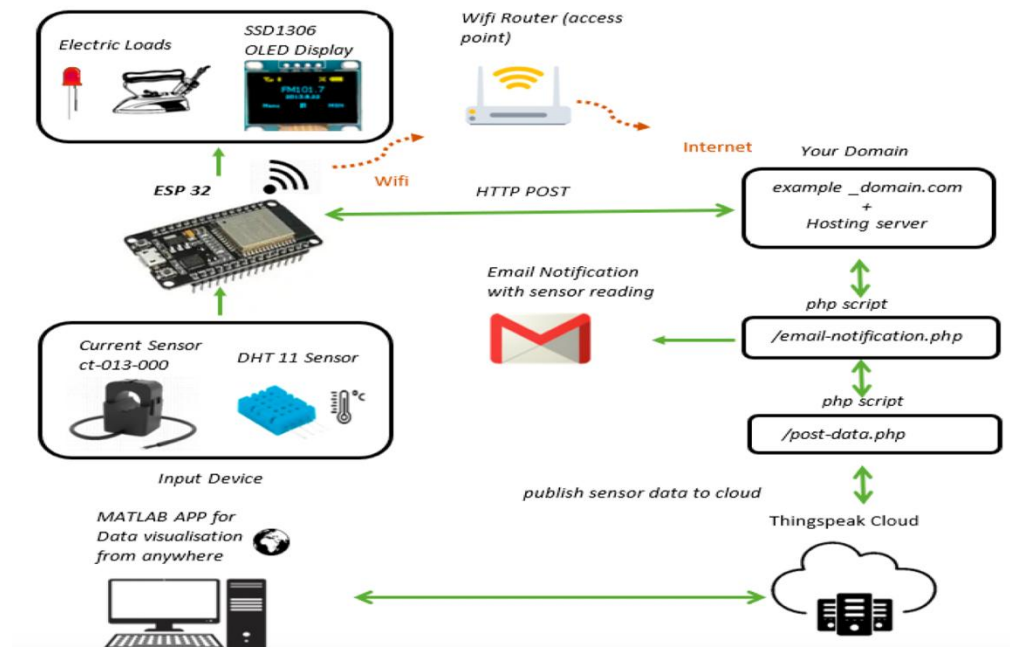 Electric Loads
SSD1306
OLED Display
FM101.7
Wifi Router (access
point)
Wifi
Internet
ESP 32
HTTP POST
Your Domain
example _domain.com
+
Hosting server
Email Notification
with sensor reading
php script
/email-notification.php
Current Sensor
ct-013-000
DHT 11 Sensor
°C
php script
/post-data.php
Input Device
publish sensor data to cloud
Thingspeak Cloud
MATLAB APP for
Data visualisation
from anywhere